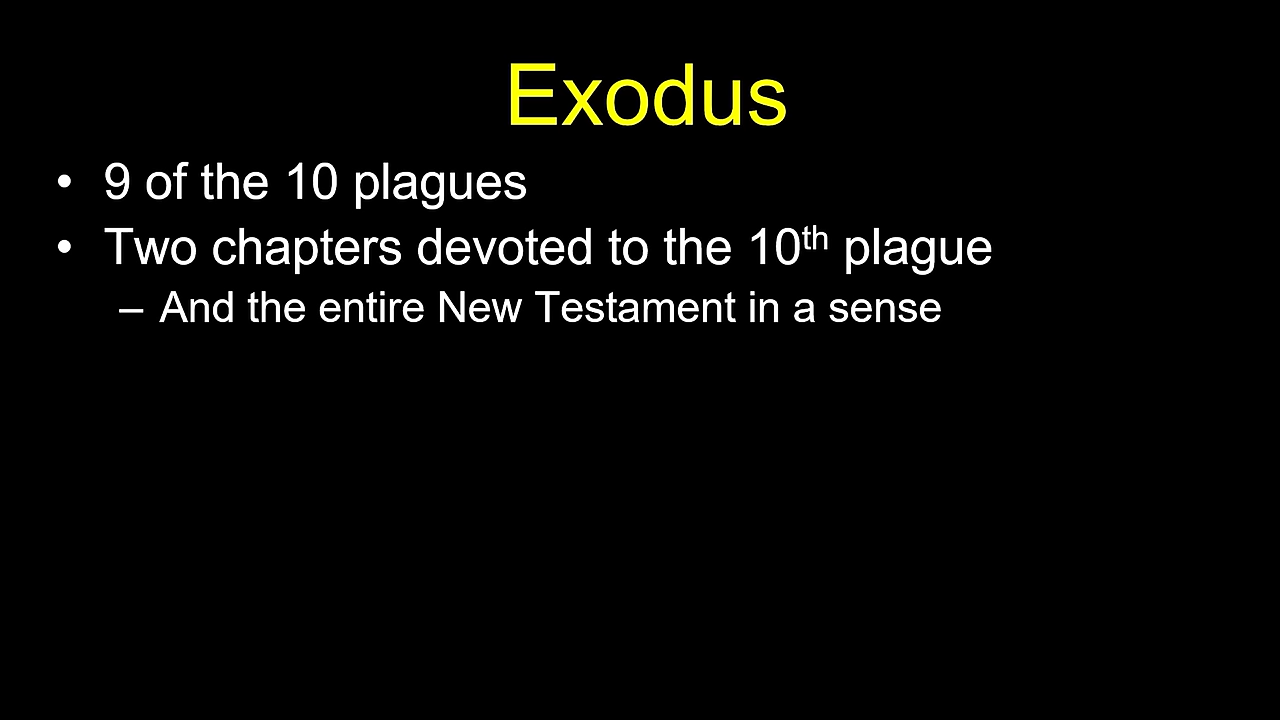 Exodus
• 9 of the 10 plagues
• Two chapters devoted to the 10th plague
– And the entire New Testament in a sense